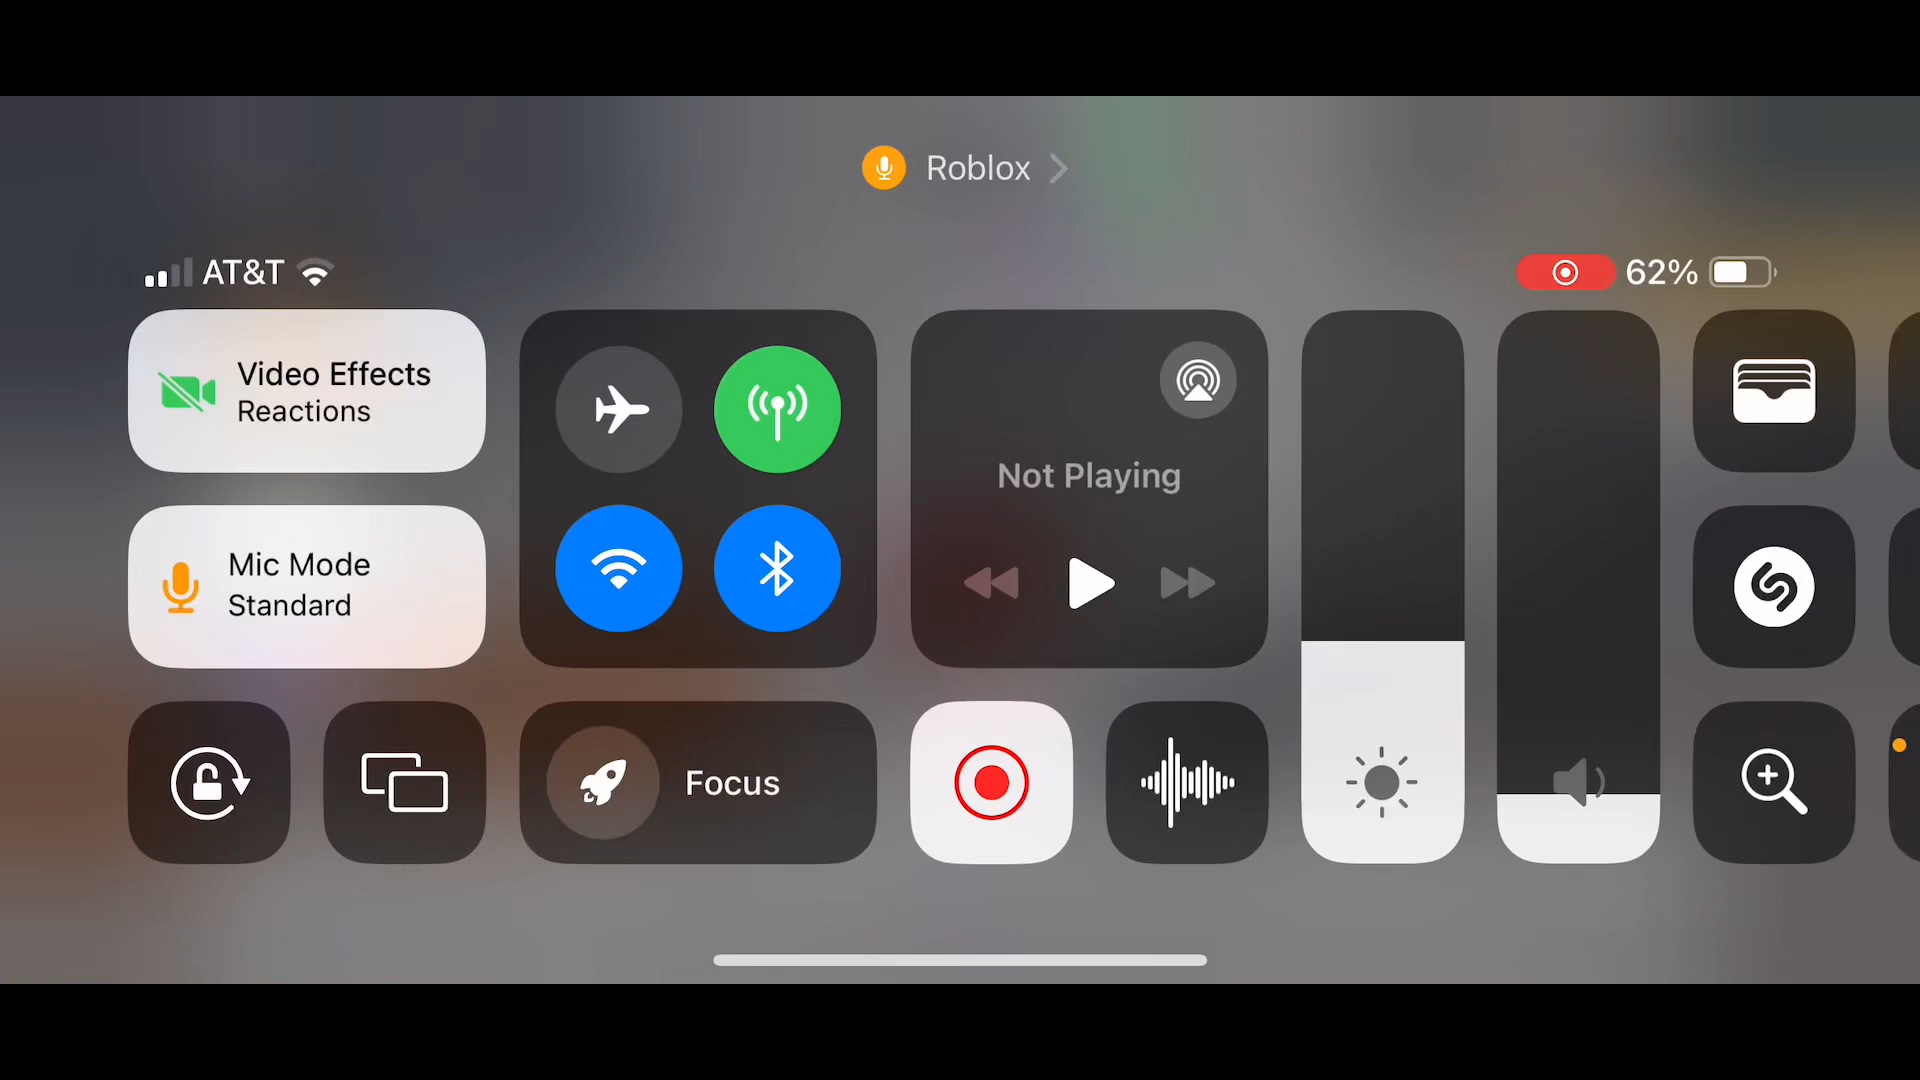 Roblox
AT&T
62%
Video Effects
Reactions
Not Playing
Mic Mode
Standard
Focus